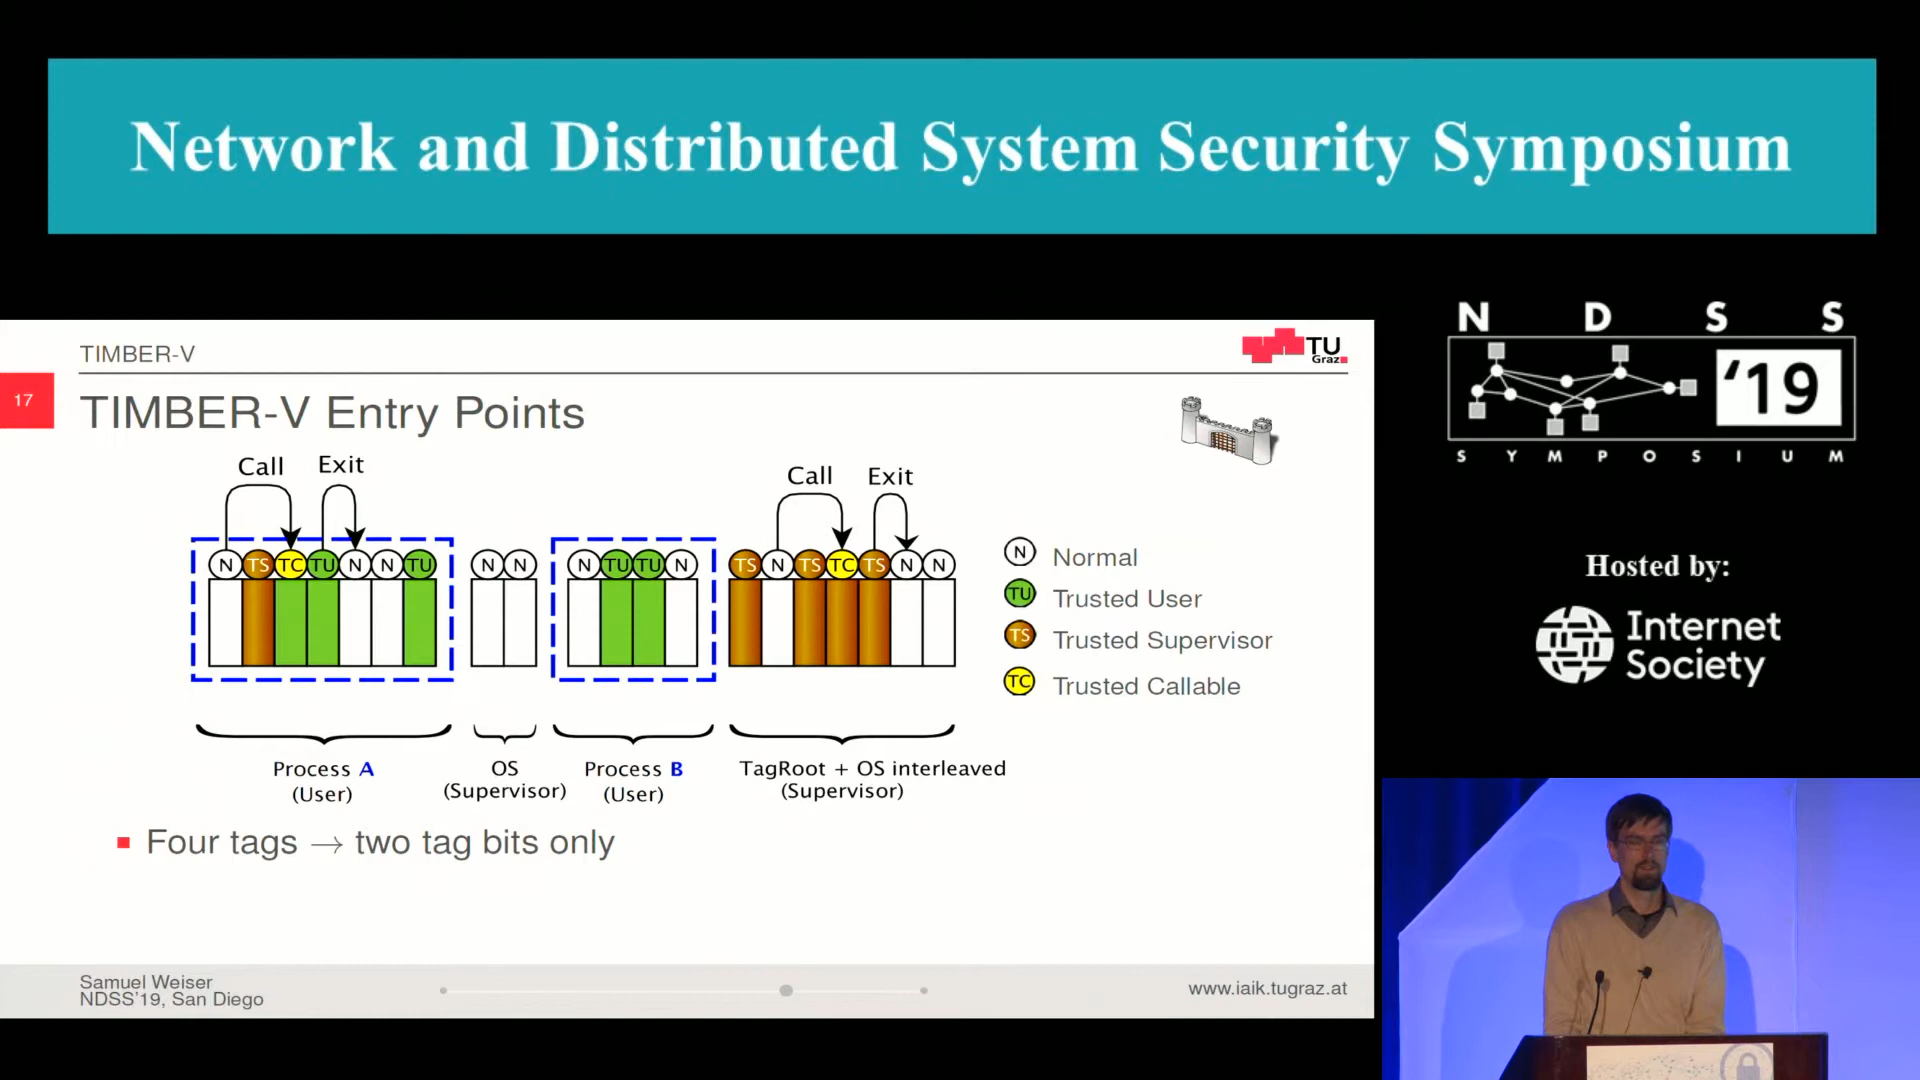 Network and Distributed System Security Symposium
N D S S
'19
S Y M P O S I U M
Hosted by:
Internet
Society
TIMBER-V
TU
Graz
17
TIMBER-V Entry Points
Call Exit
Call Exit
N TS TC TU N N TU
N N
N TU TU N
TS N TS TC TS N N
N Normal
TU Trusted User
TS Trusted Supervisor
TC Trusted Callable
Process A
(User)
OS
(Supervisor)
Process B
(User)
TagRoot + OS interleaved
(Supervisor)
Four tags → two tag bits only
Samuel Weiser
NDSS'19, San Diego
www.iaik.tugraz.at